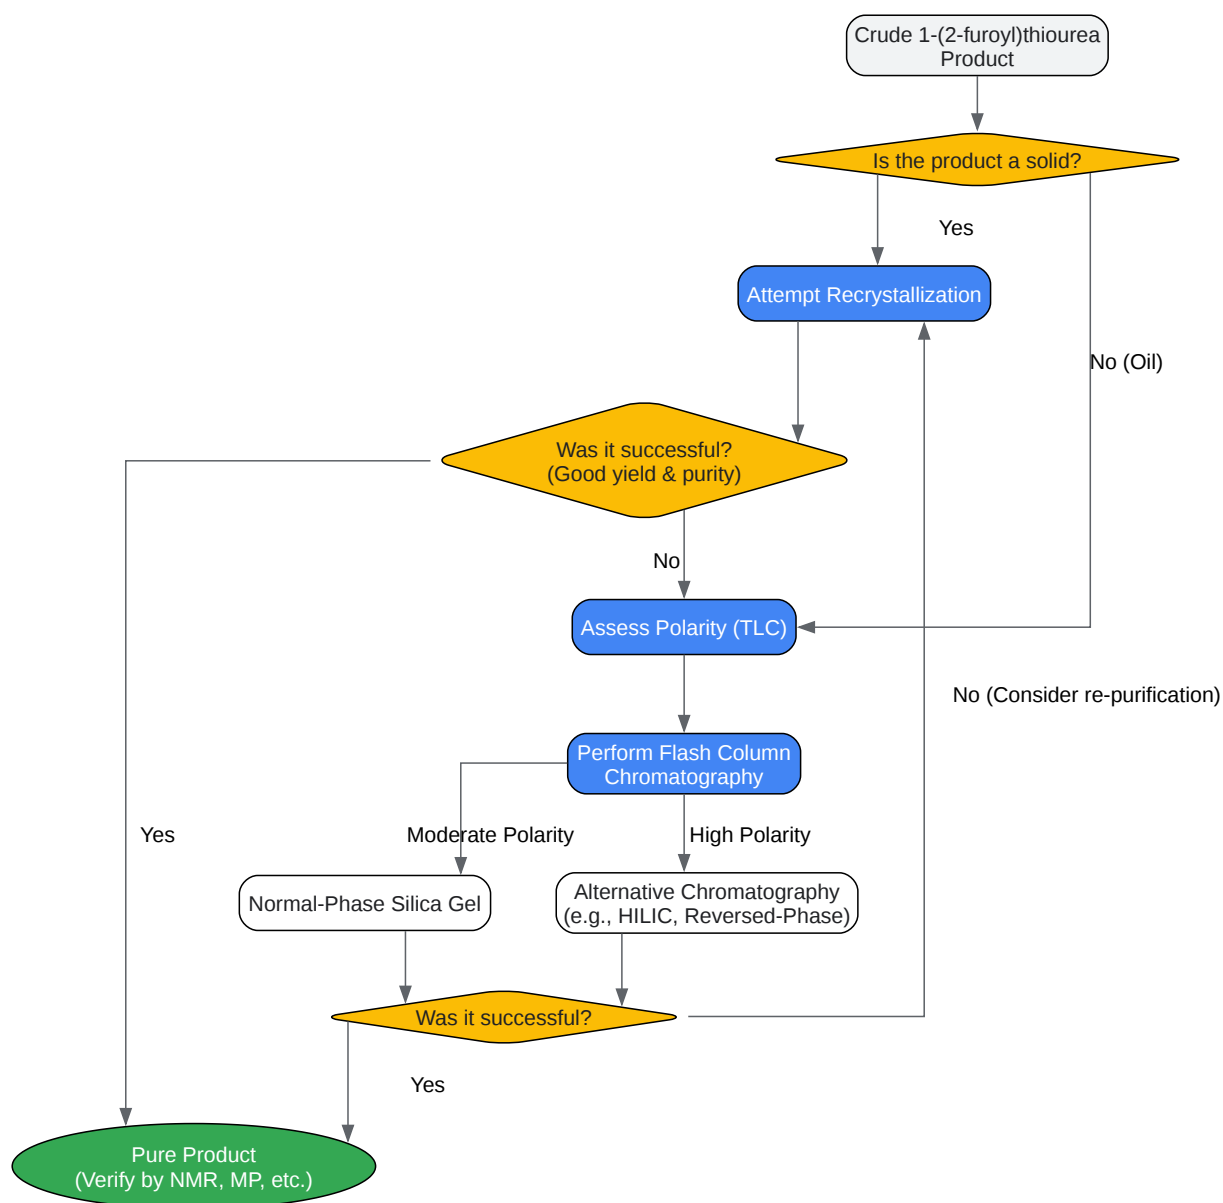 Crude 1-(2-furoyl)thiourea
Product
Is the product a solid?
Yes
Attempt Recrystallization
No (Oil)
Was it successful?
(Good yield & purity)
No
Assess Polarity (TLC)
No (Consider re-purification)
Perform Flash Column
Chromatography
Yes
Moderate Polarity
High Polarity
Normal-Phase Silica Gel
Alternative Chromatography
(e.g., HILIC, Reversed-Phase)
Was it successful?
Yes
Pure Product
(Verify by NMR, MP, etc.)